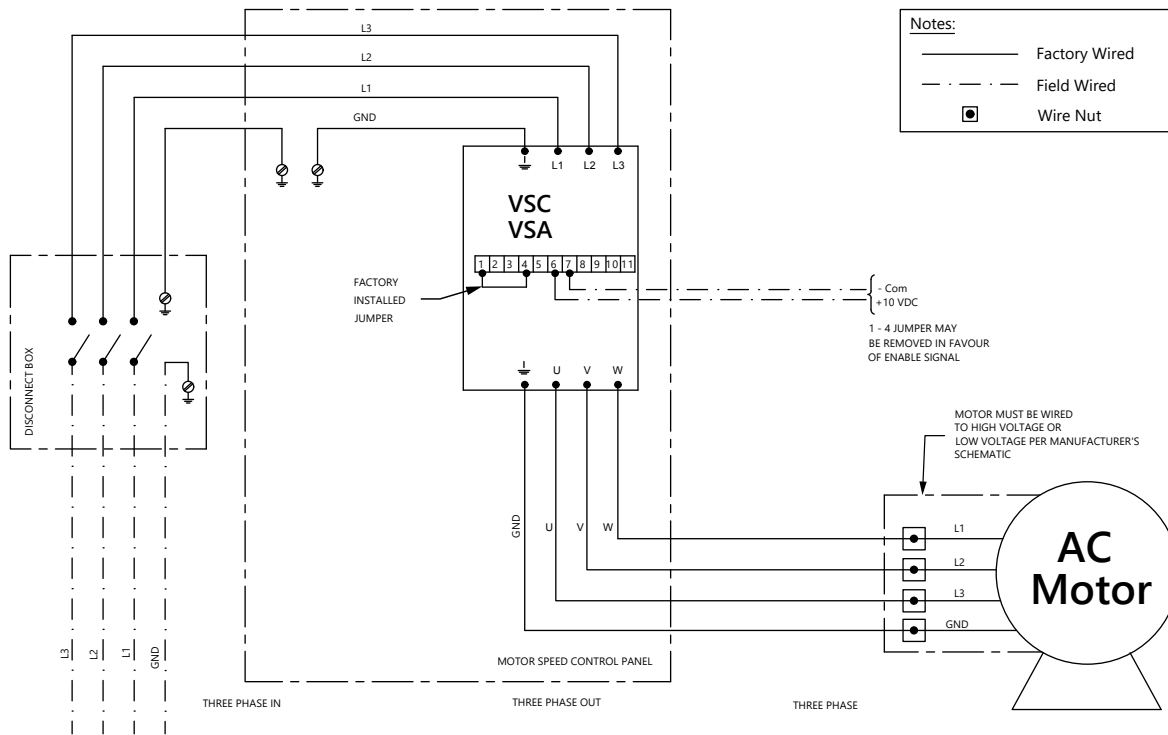 L3
L2
L1
GND
Notes:
Factory Wired
Field Wired
Wire Nut
L1 L2 L3
VSC
VSA
1 2 3 4 5 6 7 8 9 10 11
FACTORY
INSTALLED
JUMPER
- Com
+10 VDC
1 - 4 JUMPER MAY
BE REMOVED IN FAVOUR
OF ENABLE SIGNAL
DISCONNECT BOX
U V W
MOTOR MUST BE WIRED
TO HIGH VOLTAGE OR
LOW VOLTAGE PER MANUFACTURER'S
SCHEMATIC
GND U V W
L1
L2
L3
GND
AC
Motor
L3 L2 L1 GND
MOTOR SPEED CONTROL PANEL
THREE PHASE IN
THREE PHASE OUT
THREE PHASE